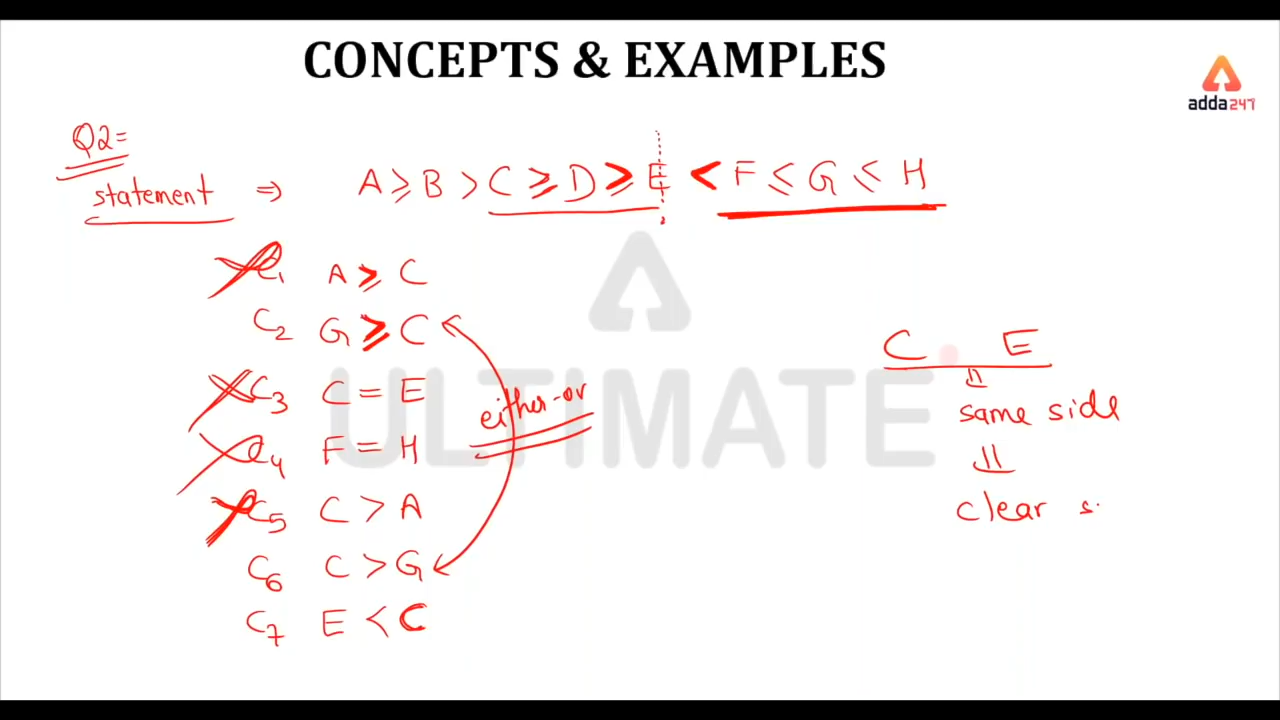 CONCEPTS & EXAMPLES
adda247
Q2=
statement ⇒ A ≥ B > C ≥ D ≥ E < F ≤ G ≤ H
C1 A ≥ C
C2 G ≥ C
C3 C = E
C4 F = H
C5 C > A
C6 C > G
C7 E < C
either-or
C E
same side
clear s
ULTIMATE